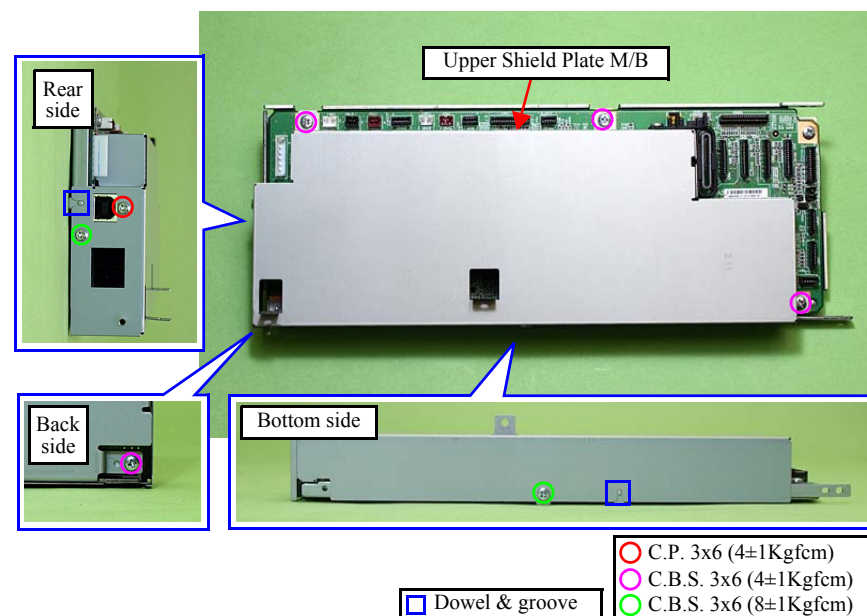 Upper Shield Plate M/B
Rear
side
Back
side
Bottom side
C.P. 3x6 (4±1Kgfcm)
C.B.S. 3x6 (4±1Kgfcm)
Dowel & groove
C.B.S. 3x6 (8±1Kgfcm)